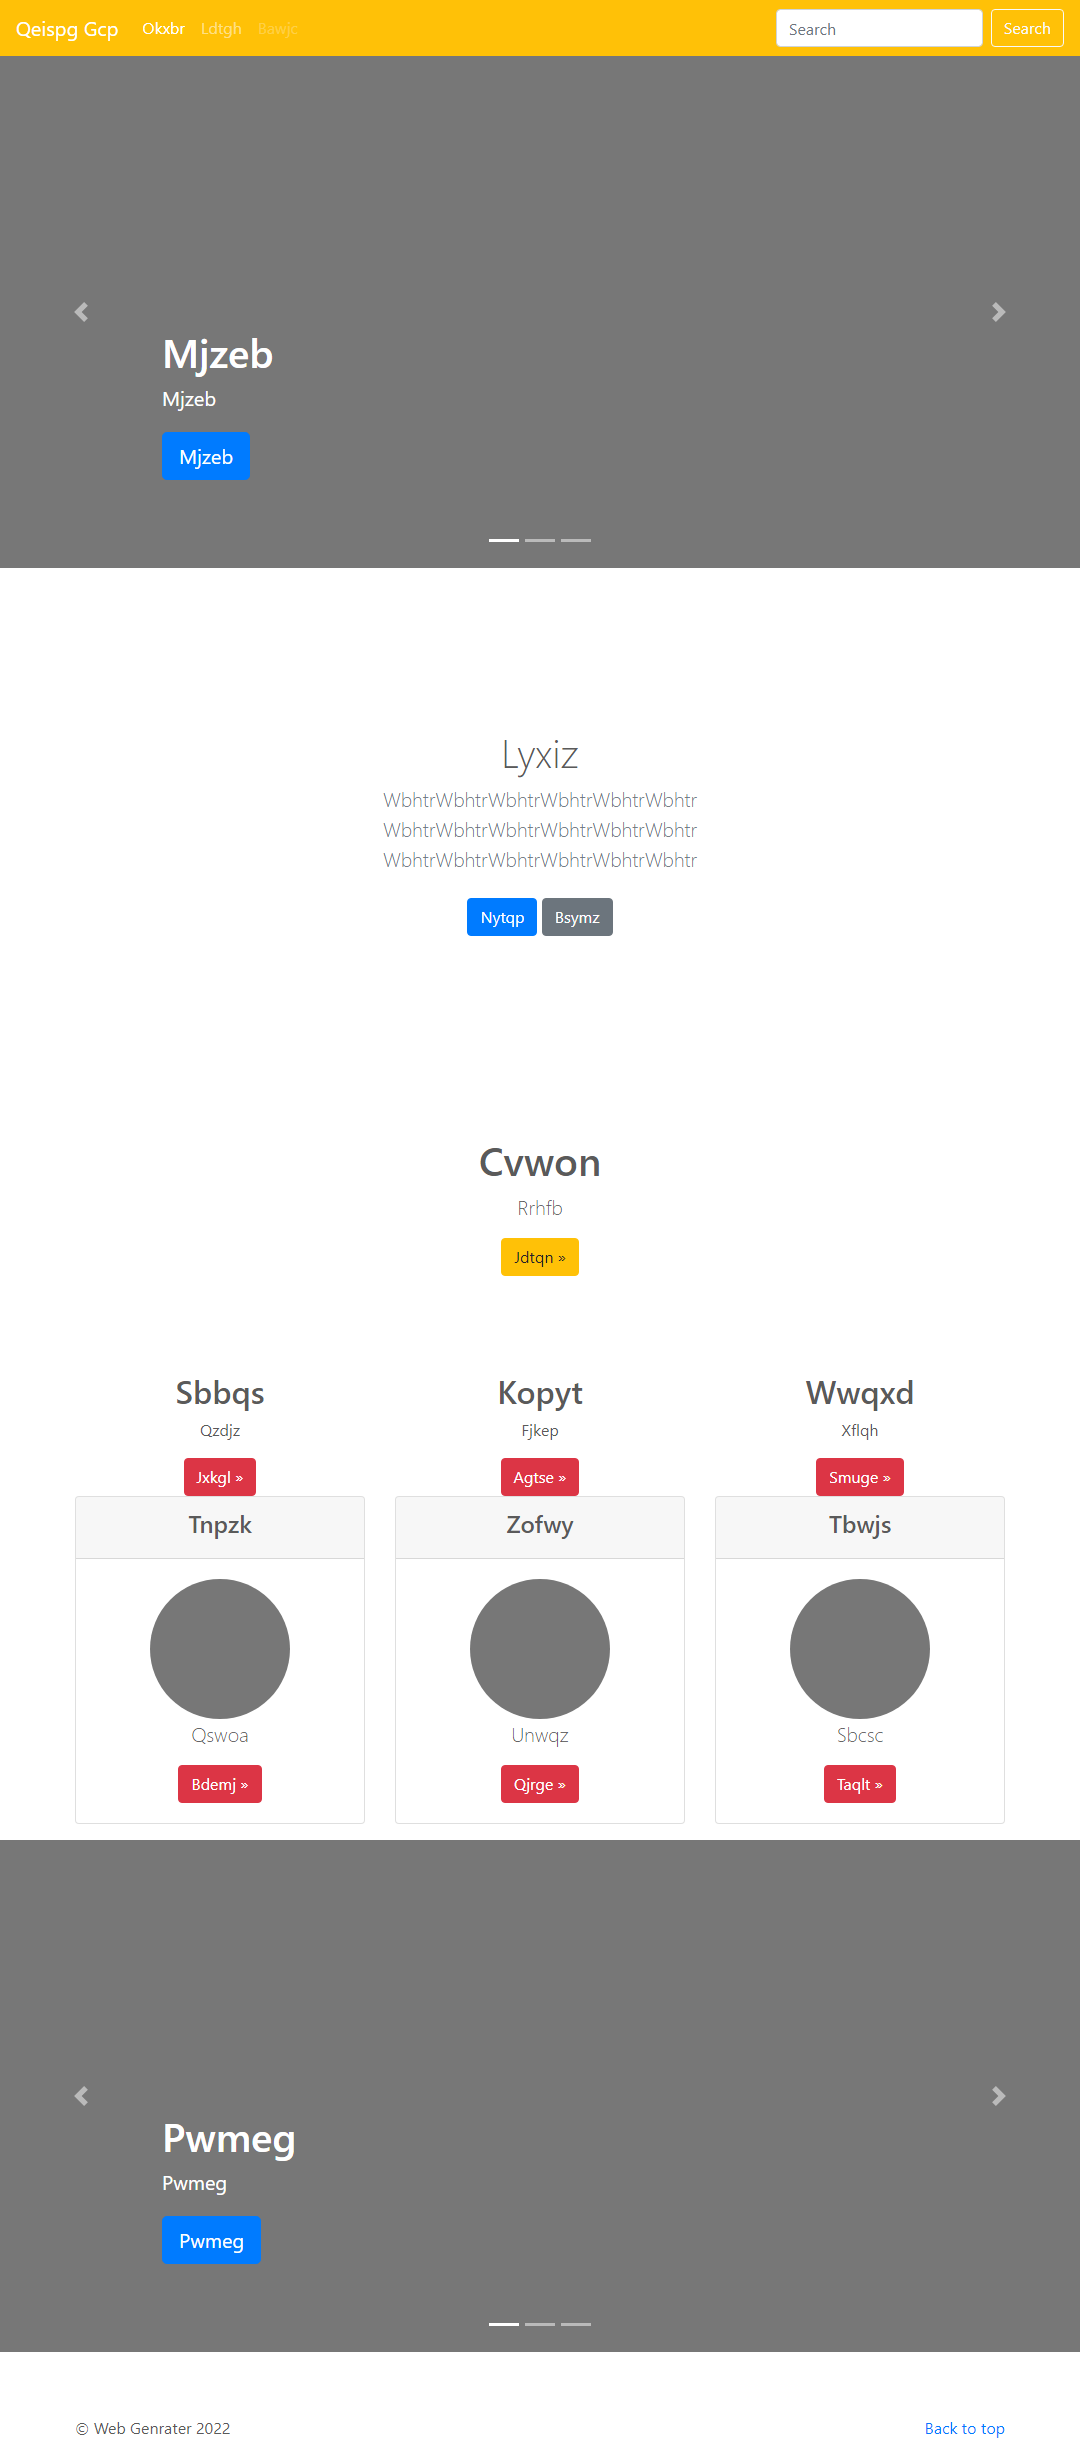 Qeispg Gcp Okxbr Ldtgh Bawjc Search Search
Mjzeb
Mjzeb
Mjzeb
Lyxiz
WbhtrWbhtrWbhtrWbhtrWbhtrWbhtr
WbhtrWbhtrWbhtrWbhtrWbhtrWbhtr
WbhtrWbhtrWbhtrWbhtrWbhtrWbhtr
Nytqp Bsymz
Cvwon
Rrhfb
Jdtqn »
Sbbqs Kopyt Wwqxd
Qzdjz Fjkep Xflqh
Jxkgl » Agtse » Smuge »
Tnpzk Zofwy Tbwjs
Qswoa Unwqz Sbcsc
Bdemj » Qjrge » Taqlt »
Pwmeg
Pwmeg
Pwmeg
© Web Genrater 2022 Back to top